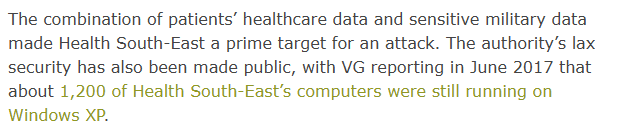 The combination of patients’ healthcare data and sensitive military data
made Health South-East a prime target for an attack. The authority’s lax
security has also been made public, with VG reporting in June 2017 that
about 1,200 of Health South-East’s computers were still running on
Windows XP.